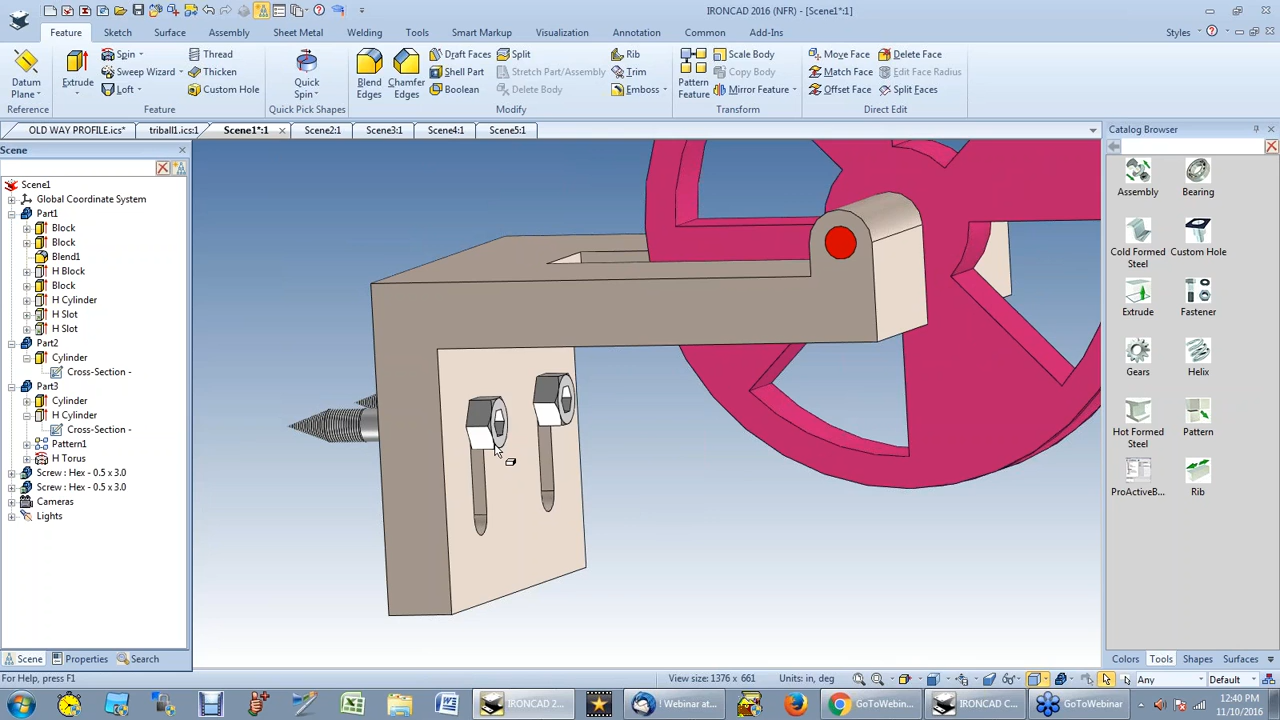 IRONCAD 2016 (NFR) - [Scene1*:1]
Feature Sketch Surface Assembly Sheet Metal Welding Tools Smart Markup Visualization Annotation Common Add-Ins Styles
Datum Plane Reference
Extrude Spin Sweep Wizard Loft Thread Thicken Custom Hole Feature
Quick Spin Quick Pick Shapes
Blend Edges Chamfer Edges Draft Faces Shell Part Boolean Split Stretch Part/Assembly Delete Body Rib Trim Emboss Modify
Pattern Feature Scale Body Copy Body Mirror Feature Transform
Move Face Match Face Offset Face Delete Face Edit Face Radius Split Faces Direct Edit
OLD WAY PROFILE.ics* triball1.ics:1 Scene1*:1 Scene2:1 Scene3:1 Scene4:1 Scene5:1
Scene
Scene1
Global Coordinate System
Part1
Block
Block
Blend1
H Block
Block
H Cylinder
H Slot
H Slot
Part2
Cylinder
Cross-Section -
Part3
Cylinder
H Cylinder
Cross-Section -
Pattern1
H Torus
Screw : Hex - 0.5 x 3.0
Screw : Hex - 0.5 x 3.0
Cameras
Lights
Scene Properties Search
Catalog Browser
Assembly Bearing
Cold Formed Steel Custom Hole
Extrude Fastener
Gears Helix
Hot Formed Steel Pattern
ProActiveB... Rib
Colors Tools Shapes Surfaces
For Help, press F1
View size: 1376 x 661 Units: in, deg
Any Default
IRONCAD 2... ! Webinar at... GoToWebin... IRONCAD C... GoToWebin...
12:40 PM
11/10/2016